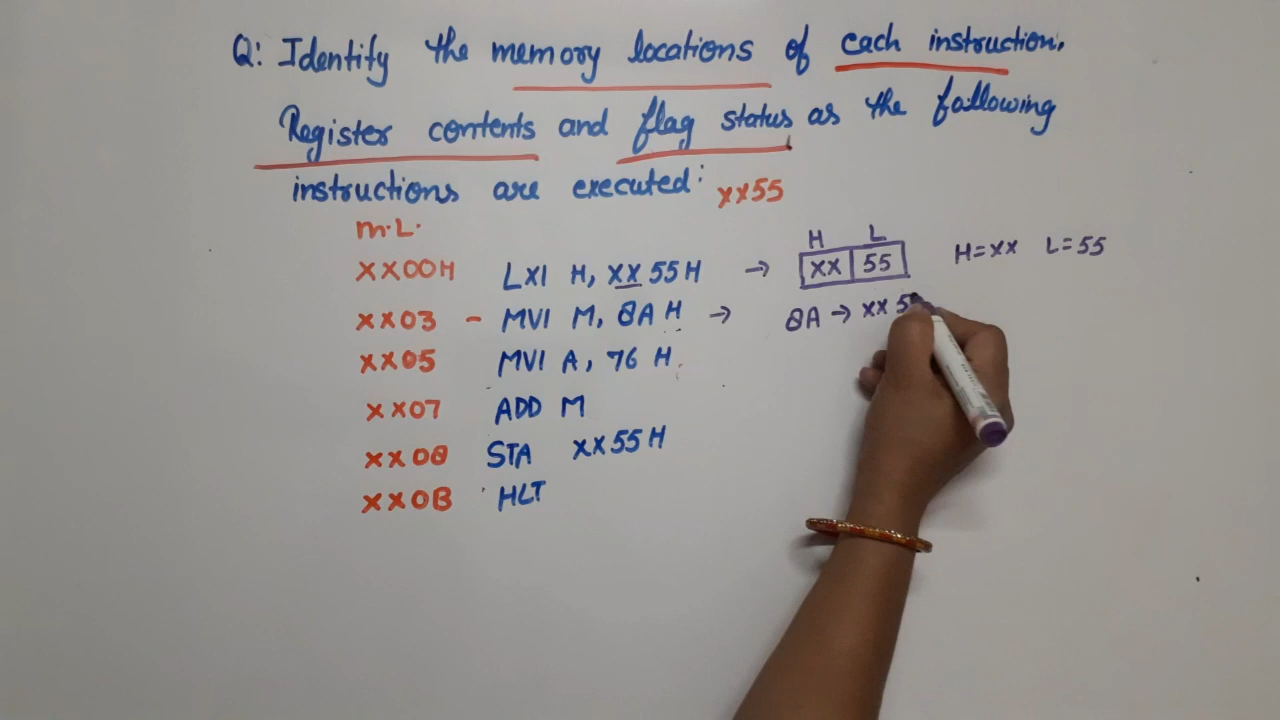 Q: Identify the memory locations of each instruction.
Register contents and flag status as the following
instructions are executed:
xx55
M.L.
XX00H LXI H, XX55H → H L XX 55 H=XX L=55
XX03 - MVI M, 8A H → 8A → XX5
XX05 MVI A, 76 H
XX07 ADD M
XX08 STA XX55H
XX0B HLT